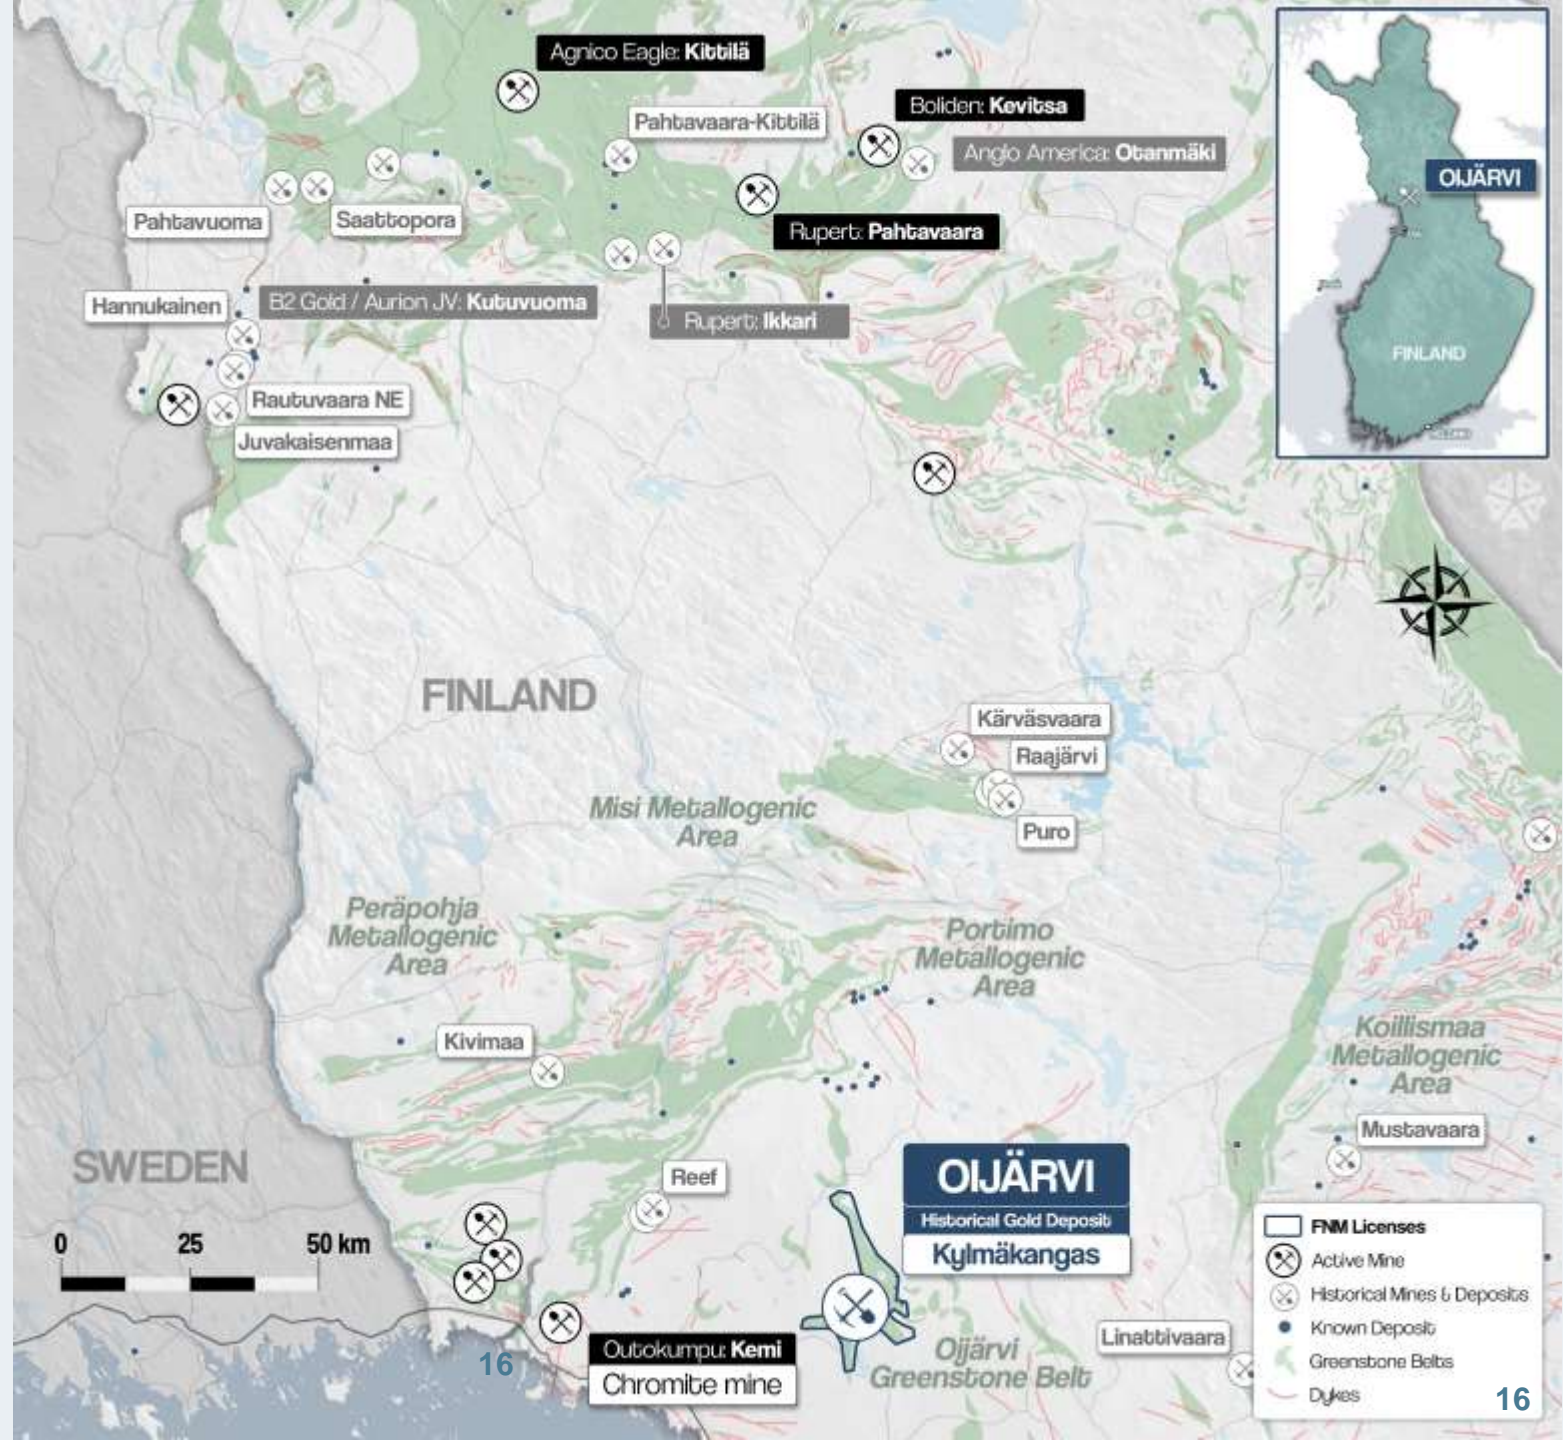 Agnico Eagle: Kittilä
Boliden: Kevitsa
Pahtavaara-Kittilä
Anglo America: Otanmäki
OIJÄRVI
Pahtavuoma
Saattopora
Rupert: Pahtavaara
Hannukainen
B2 Gold / Aurion JV: Kutuvuoma
Rupert: Ikkari
FINLAND
Rautuvaara NE
Juvakaisenmaa
FINLAND
Kärväsvaara
Raajärvi
Misi Metallogenic
Area
Puro
Peräpohja
Metallogenic
Area
Portimo
Metallogenic
Area
Kivimaa
Koillismaa
Metallogenic
Area
Mustavaara
SWEDEN
Reef
OIJÄRVI
Historical Gold Deposit
Kylmäkangas
0 25 50 km
FNM Licenses
Active Mine
Historical Mines & Deposits
Known Deposit
Greenstone Belts
Dykes
Linattivaara
Oijärvi
Greenstone Belt
Outokumpu: Kemi
Chromite mine
16
16